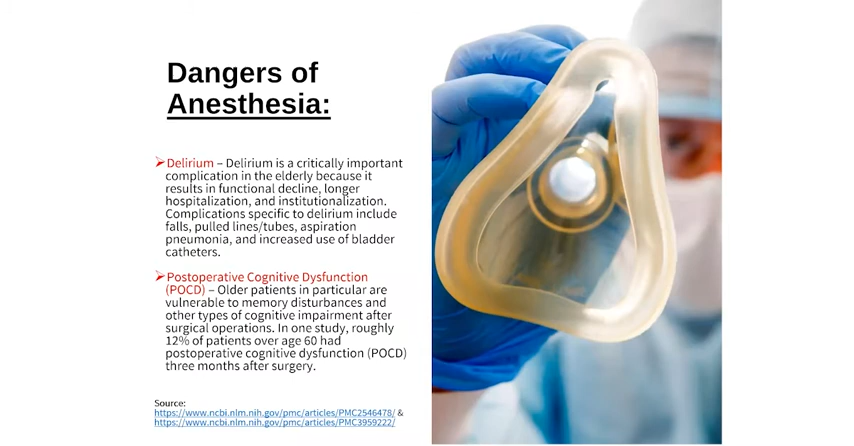 Dangers of
Anesthesia:
➢Delirium – Delirium is a critically important
complication in the elderly because it
results in functional decline, longer
hospitalization, and institutionalization.
Complications specific to delirium include
falls, pulled lines/tubes, aspiration
pneumonia, and increased use of bladder
catheters.
➢Postoperative Cognitive Dysfunction
(POCD) – Older patients in particular are
vulnerable to memory disturbances and
other types of cognitive impairment after
surgical operations. In one study, roughly
12% of patients over age 60 had
postoperative cognitive dysfunction (POCD)
three months after surgery.
Source:
https://www.ncbi.nlm.nih.gov/pmc/articles/PMC2546478/ &
https://www.ncbi.nlm.nih.gov/pmc/articles/PMC3959222/